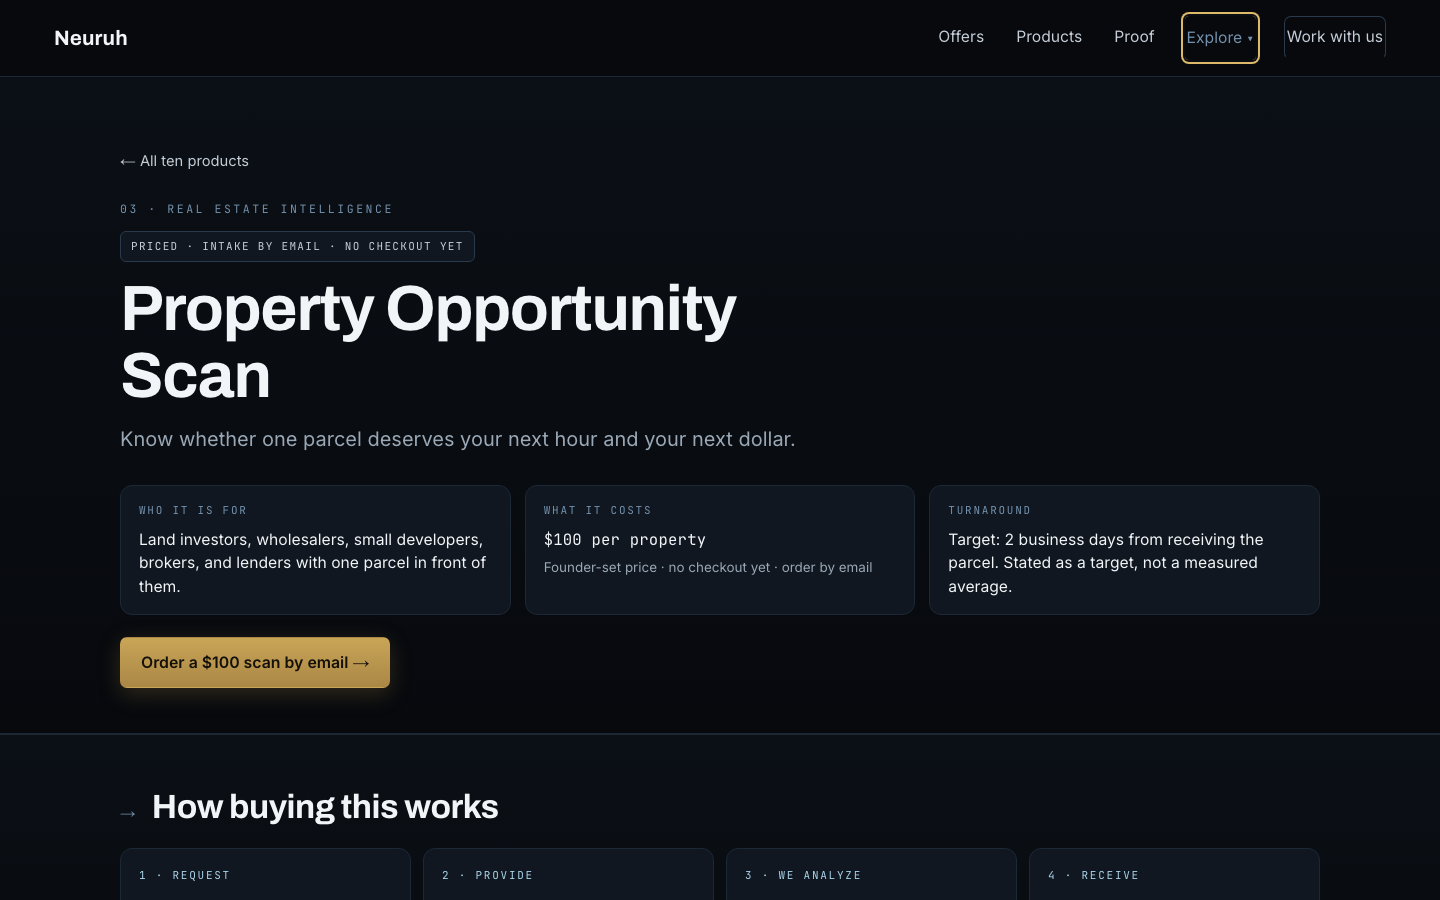 Neuruh
Offers
Products
Proof
Explore ▾
Work with us
← All ten products
03 · REAL ESTATE INTELLIGENCE
PRICED · INTAKE BY EMAIL · NO CHECKOUT YET
Property Opportunity
Scan
Know whether one parcel deserves your next hour and your next dollar.
WHO IT IS FOR
Land investors, wholesalers, small developers,
brokers, and lenders with one parcel in front of
them.
WHAT IT COSTS
$100 per property
Founder-set price · no checkout yet · order by email
TURNAROUND
Target: 2 business days from receiving the
parcel. Stated as a target, not a measured
average.
Order a $100 scan by email →
→ How buying this works
1 · REQUEST
2 · PROVIDE
3 · WE ANALYZE
4 · RECEIVE